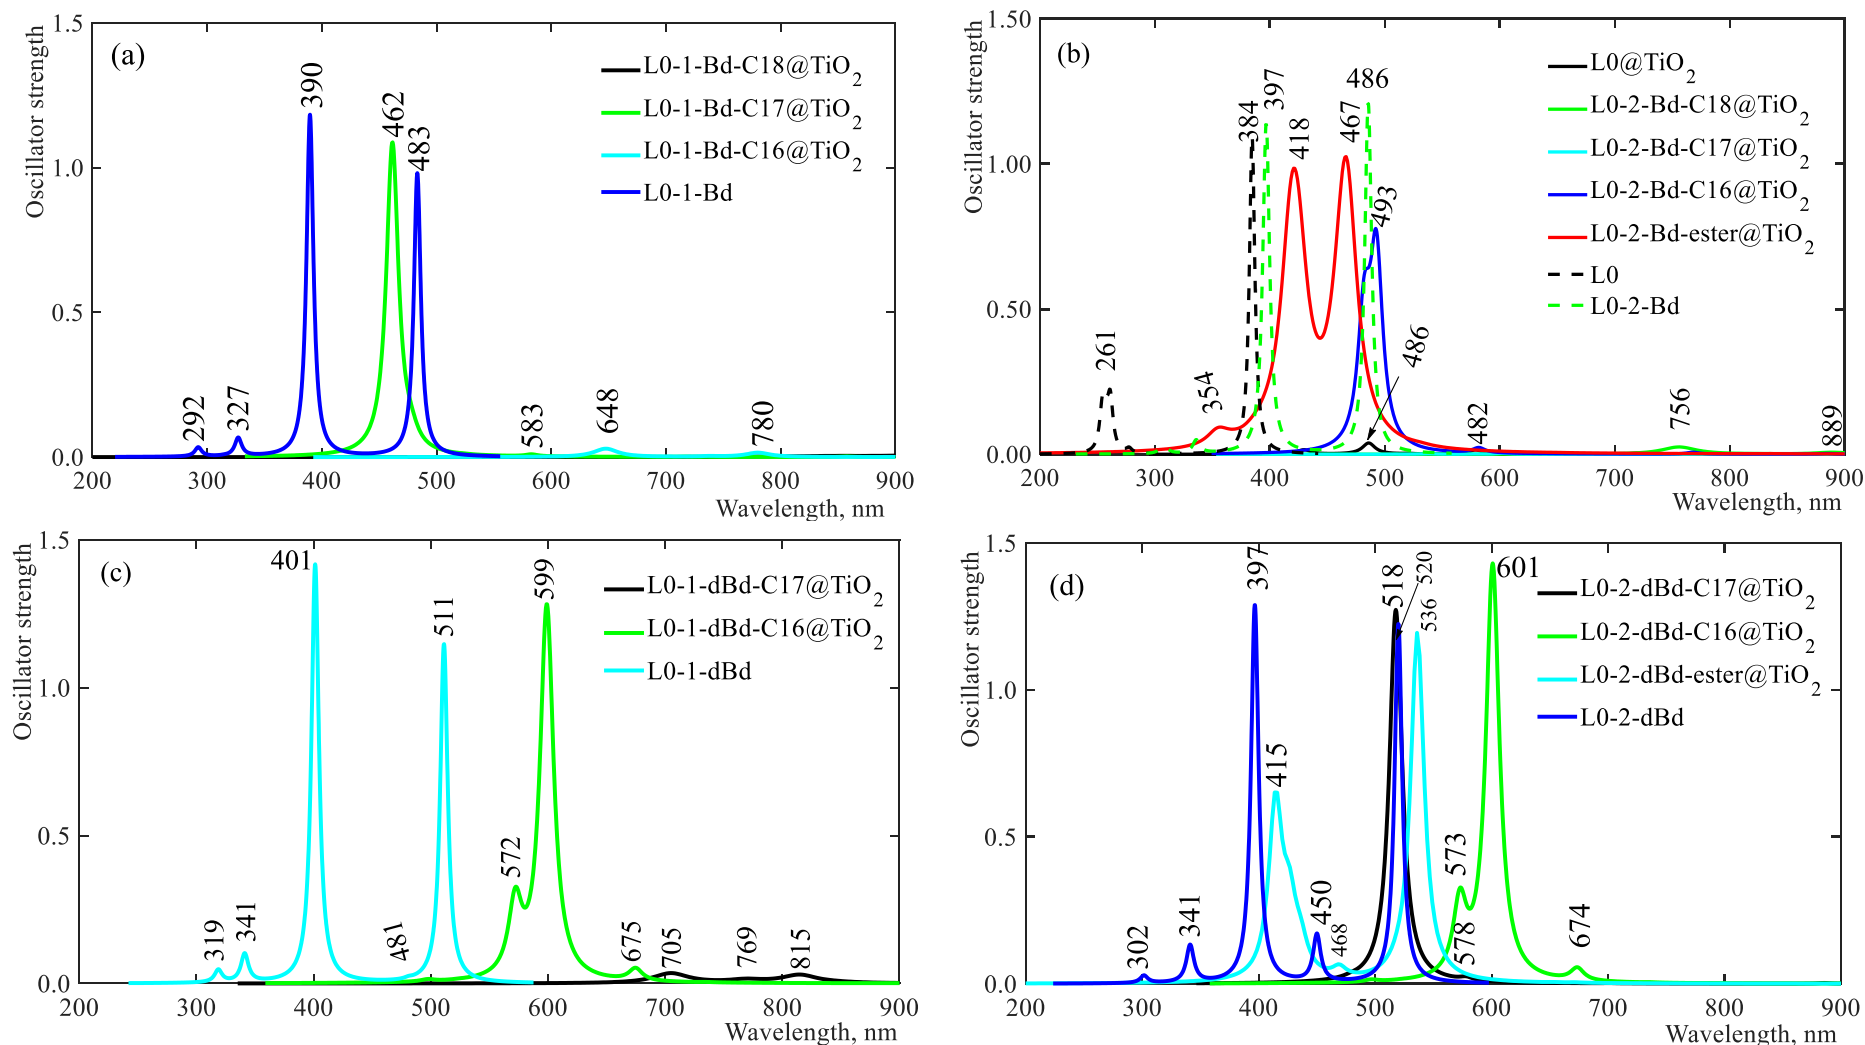 (a)
Oscillator strength
1.5
1.0
0.5
0.0
200 300 400 500 600 700 800 900
Wavelength, nm
292
327
390
462
483
583
648
780
L0-1-Bd-C18@TiO2
L0-1-Bd-C17@TiO2
L0-1-Bd-C16@TiO2
L0-1-Bd
(b)
Oscillator strength
1.50
1.00
0.50
0.00
200 300 400 500 600 700 800 900
Wavelength, nm
261
354
384
397
418
467
486
493
486
482
756
889
L0@TiO2
L0-2-Bd-C18@TiO2
L0-2-Bd-C17@TiO2
L0-2-Bd-C16@TiO2
L0-2-Bd-ester@TiO2
L0
L0-2-Bd
(c)
Oscillator strength
1.5
1.0
0.5
0.0
200 300 400 500 600 700 800 900
Wavelength, nm
319
341
401
481
511
572
599
675
705
769
815
L0-1-dBd-C17@TiO2
L0-1-dBd-C16@TiO2
L0-1-dBd
(d)
Oscillator strength
1.5
1.0
0.5
0.0
200 300 400 500 600 700 800 900
Wavelength, nm
302
341
397
415
450
468
518
520
536
573
578
601
674
L0-2-dBd-C17@TiO2
L0-2-dBd-C16@TiO2
L0-2-dBd-ester@TiO2
L0-2-dBd